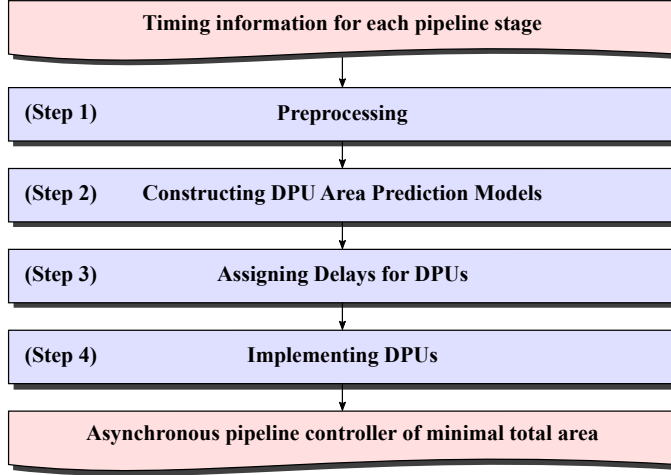 Timing information for each pipeline stage
(Step 1) Preprocessing
(Step 2) Constructing DPU Area Prediction Models
(Step 3) Assigning Delays for DPUs
(Step 4) Implementing DPUs
Asynchronous pipeline controller of minimal total area